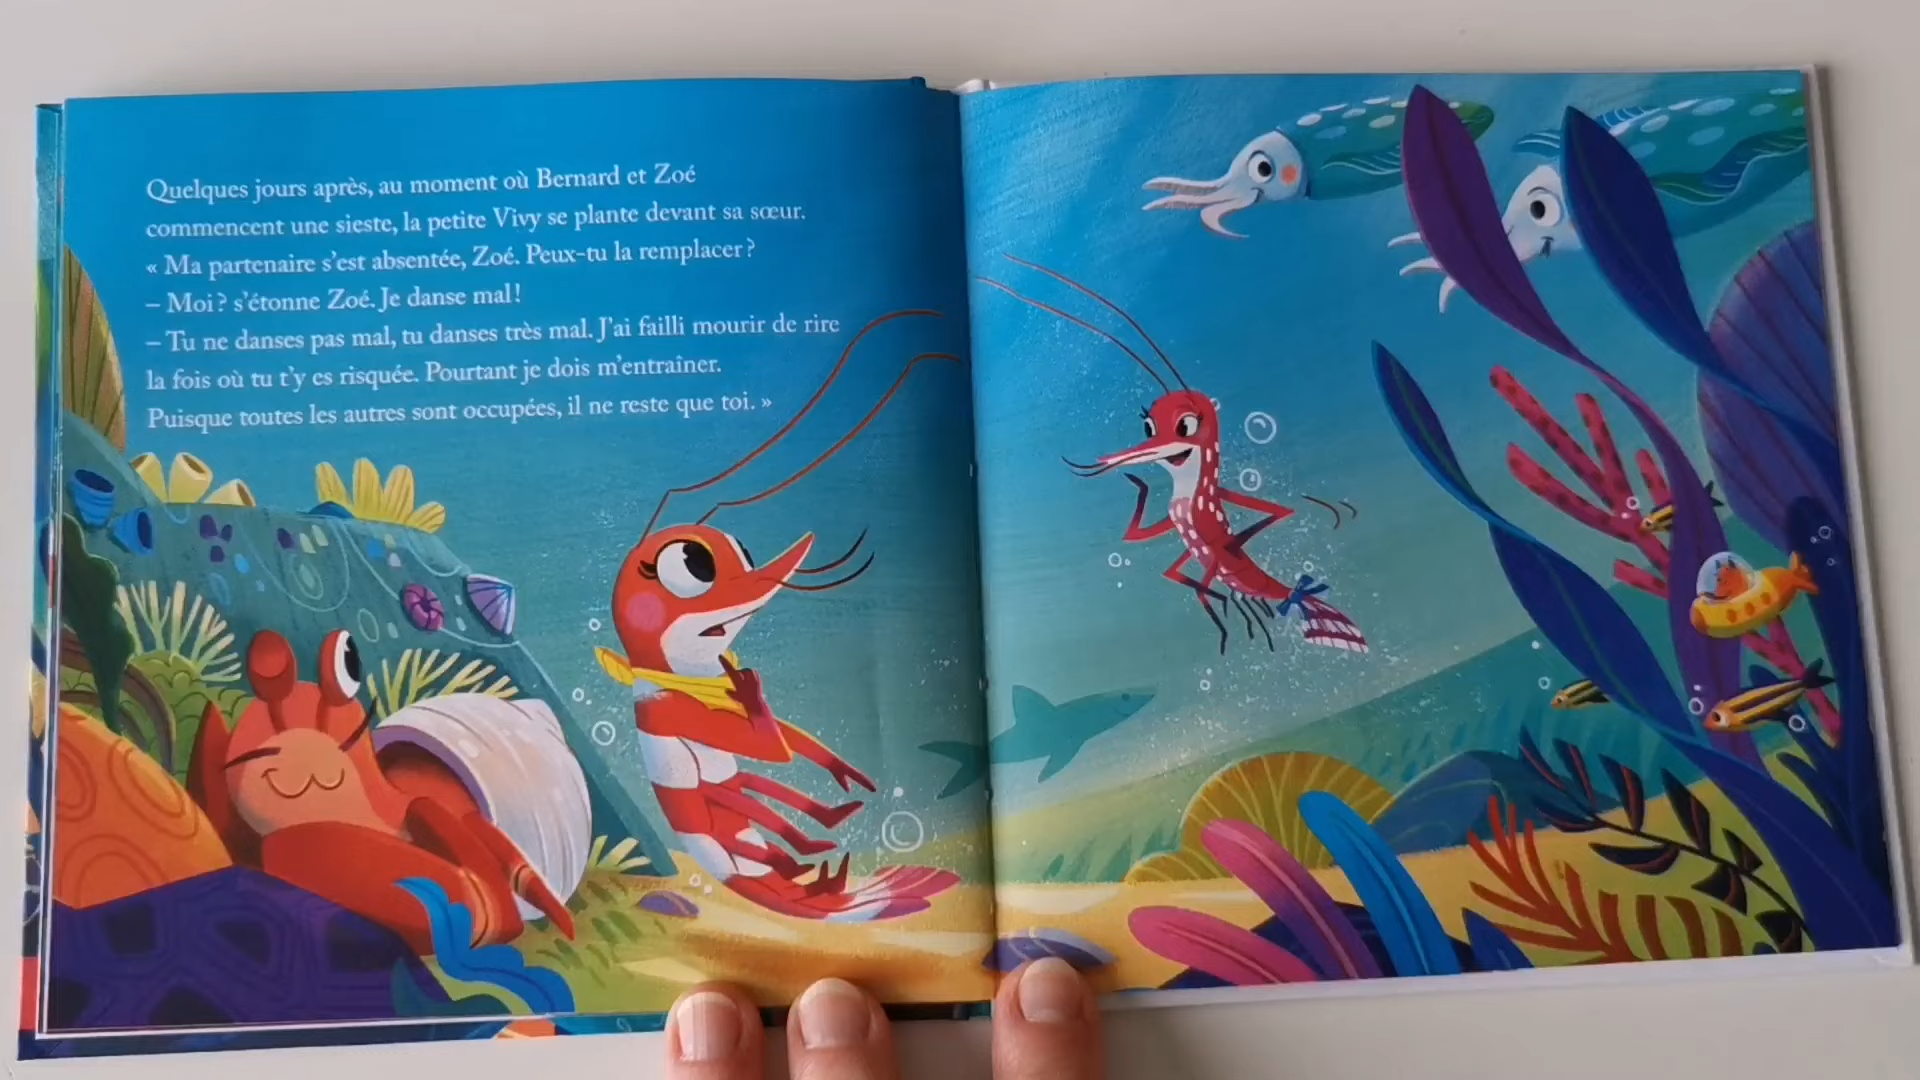 Quelques jours après, au moment où Bernard et Zoé
commencent une sieste, la petite Vivy se plante devant sa sœur.
« Ma partenaire s'est absentée, Zoé. Peux-tu la remplacer ?
– Moi ? s'étonne Zoé. Je danse mal !
– Tu ne danses pas mal, tu danses très mal. J'ai failli mourir de rire
la fois où tu t'y es risquée. Pourtant je dois m'entraîner.
Puisque toutes les autres sont occupées, il ne reste que toi. »